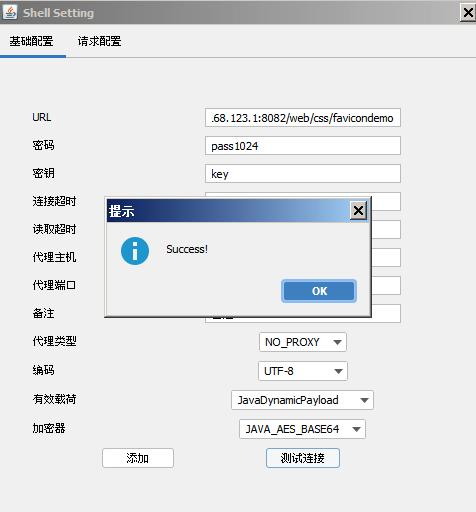 Shell Setting
基础配置 请求配置
URL .68.123.1:8082/web/css/favicondemo
密码 pass1024
密钥 key
连接超时
提示
读取超时
Success!
代理主机
代理端口 OK
备注
代理类型 NO_PROXY
编码 UTF-8
有效载荷 JavaDynamicPayload
加密器 JAVA_AES_BASE64
添加 测试连接